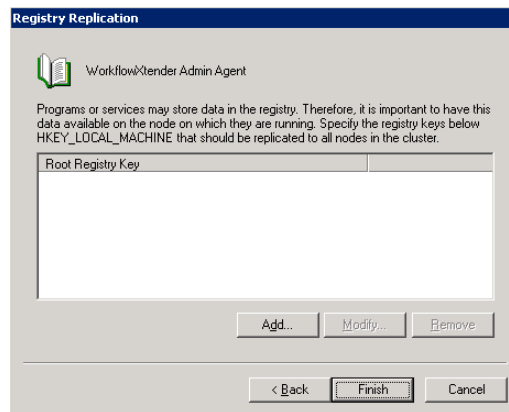 Registry Replication
WorkflowXtender Admin Agent
Programs or services may store data in the registry. Therefore, it is important to have this
data available on the node on which they are running. Specify the registry keys below
HKEY_LOCAL_MACHINE that should be replicated to all nodes in the cluster.
Root Registry Key
Add... Modify... Remove
< Back Finish Cancel